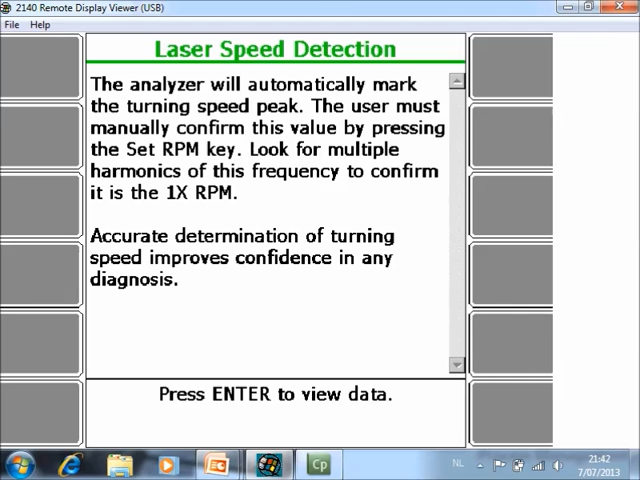 2140 Remote Display Viewer (USB)
File Help
Laser Speed Detection
The analyzer will automatically mark
the turning speed peak. The user must
manually confirm this value by pressing
the Set RPM key. Look for multiple
harmonics of this frequency to confirm
it is the 1X RPM.
Accurate determination of turning
speed improves confidence in any
diagnosis.
Press ENTER to view data.
Cp
NL
21:42
7/07/2013